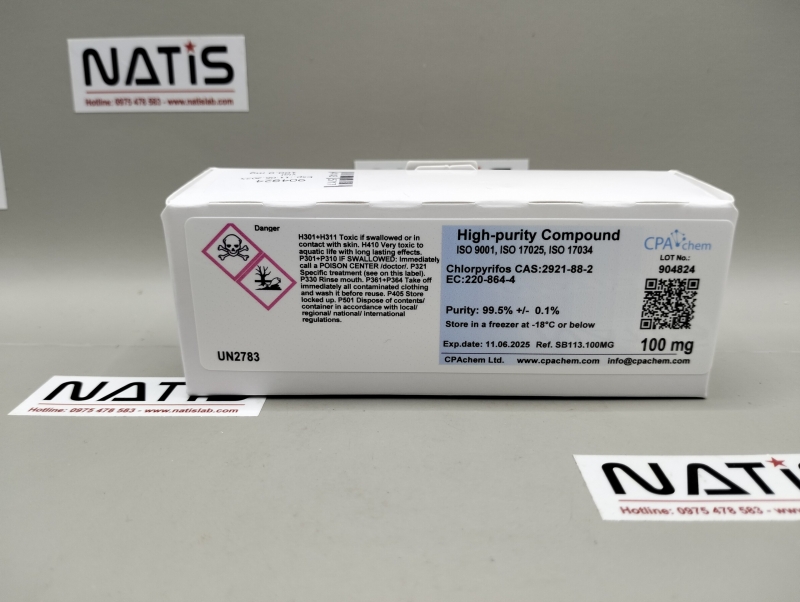 NATIS
Hotline: 0975 478 583 - www.natislab.com
904824
Danger
H301+H311 Toxic if swallowed or in
contact with skin. H410 Very toxic to
aquatic life with long lasting effects.
P301+P310 IF SWALLOWED: Immediately
call a POISON CENTER /doctor/. P321
Specific treatment (see on this label).
P330 Rinse mouth. P361+P364 Take off
immediately all contaminated clothing
and wash it before reuse. P405 Store
locked up. P501 Dispose of contents/
container in accordance with local/
regional/ national/ international
regulations.
UN2783
High-purity Compound
ISO 9001, ISO 17025, ISO 17034
Chlorpyrifos CAS:2921-88-2
EC:220-864-4
Purity: 99.5% +/- 0.1%
Store in a freezer at -18°C or below
Exp.date: 11.06.2025 Ref. SB113.100MG
CPAchem Ltd. www.cpachem.com info@cpachem.com
CPAchem
LOT No.:
904824
100 mg
NATIS
Hotline: 0975 478 583 - www.natislab.com
NATIS
Hotline: 0975 478 583 -